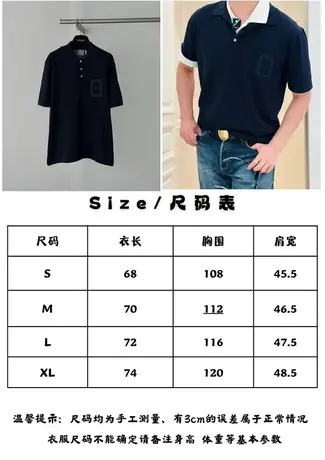 Size/尺码表
尺码 衣长 胸围 肩宽
S 68 108 45.5
M 70 112 46.5
L 72 116 47.5
XL 74 120 48.5
温馨提示：尺码均为手工测量、有3cm的误差属于正常情况
衣服尺码不能确定请备注身高 体重等基本参数